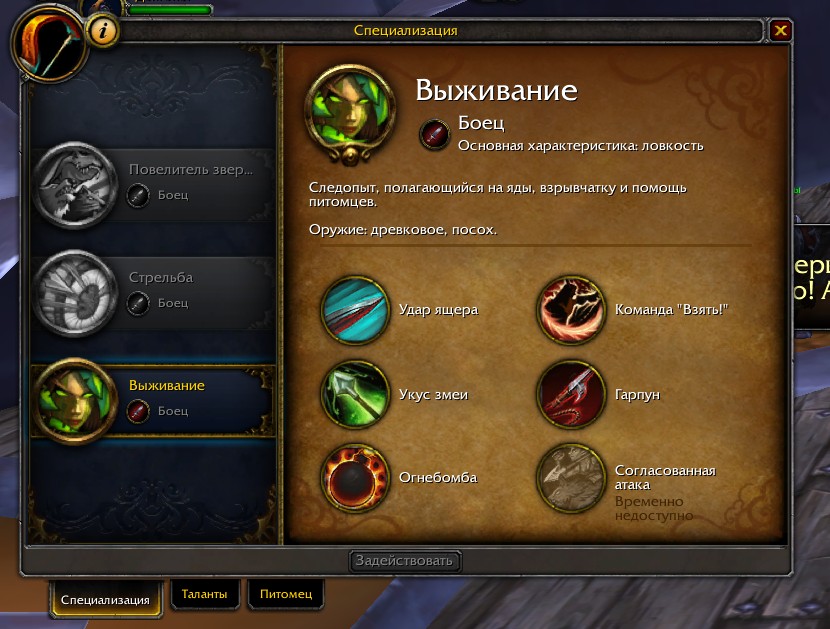 Специализация
Выживание
Боец
Основная характеристика: ловкость
Повелитель звер...
Боец
Стрельба
Боец
Выживание
Боец
Следопыт, полагающийся на яды, взрывчатку и помощь
питомцев.
Оружие: древковое, посох.
Удар ящера
Команда "Взять!"
Укус змеи
Гарпун
Огнебомба
Согласованная
атака
Временно
недоступно
Задействовать
Специализация
Таланты
Питомец